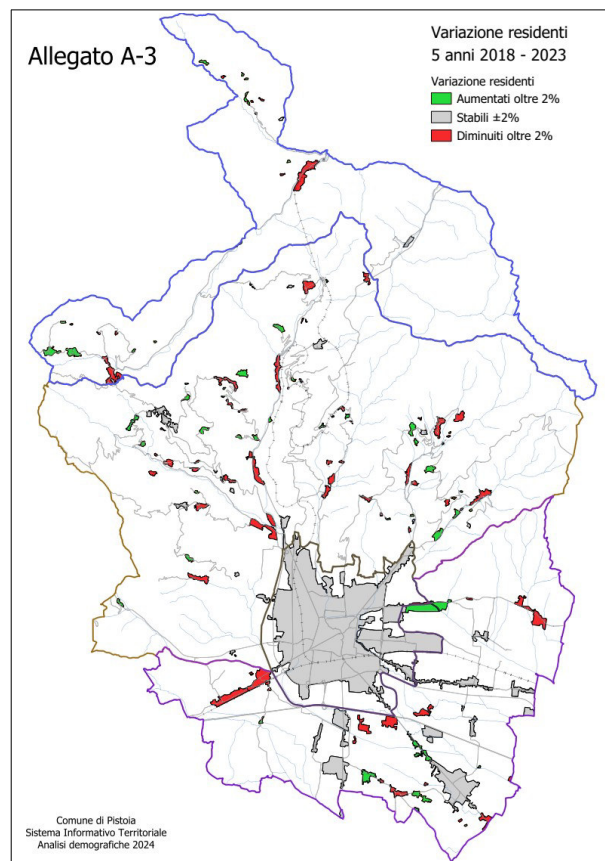 Allegato A-3
Variazione residenti
5 anni 2018 - 2023
Variazione residenti
Aumentati oltre 2%
Stabili ±2%
Diminuiti oltre 2%
Comune di Pistoia
Sistema Informativo Territoriale
Analisi demografiche 2024